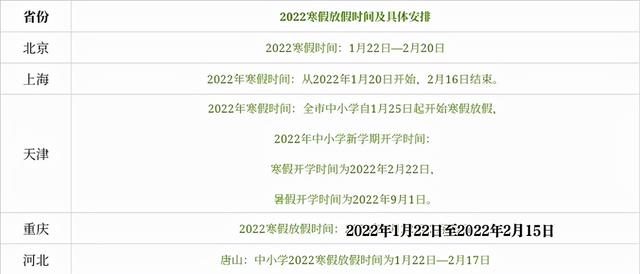 省份 2022寒假放假时间及具体安排
北京 2022寒假时间：1月22日—2月20日
上海 2022年寒假时间：从2022年1月20日开始，2月16日结束。
2022年寒假时间：全市中小学自1月25日起开始寒假放假，
2022年中小学新学期开学时间：
天津
寒假开学时间为2022年2月22日，
暑假开学时间为2022年9月1日。
重庆 2022寒假放假时间：2022年1月22日至2022年2月15日
河北 唐山：中小学2022寒假放假时间为1月22日—2月17日